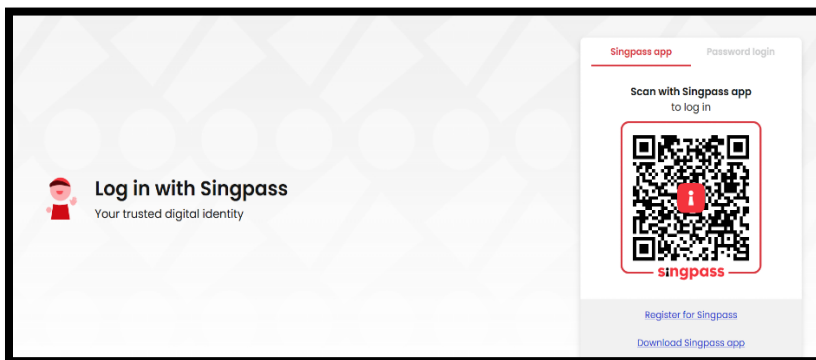 Log in with Singpass
Your trusted digital identity
Singpass app
Password login
Scan with Singpass app
to log in
singpass
Register for Singpass
Download Singpass app